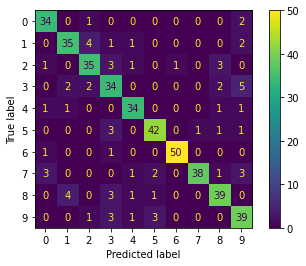 0 34 0 1 0 0 0 0 0 0 2
1 0 35 4 1 1 0 0 0 0 2
2 1 0 35 3 1 0 1 0 3 0
3 0 2 2 34 0 0 0 0 2 5
4 1 1 0 0 34 0 0 0 1 1
5 0 0 0 3 0 42 0 1 1 1
6 1 0 0 1 0 0 50 0 0 0
7 3 0 0 0 1 2 0 38 1 3
8 0 4 0 3 1 1 0 0 39 0
9 0 0 1 3 1 3 0 0 0 39
0 1 2 3 4 5 6 7 8 9
Predicted label
True label
50
40
30
20
10
0